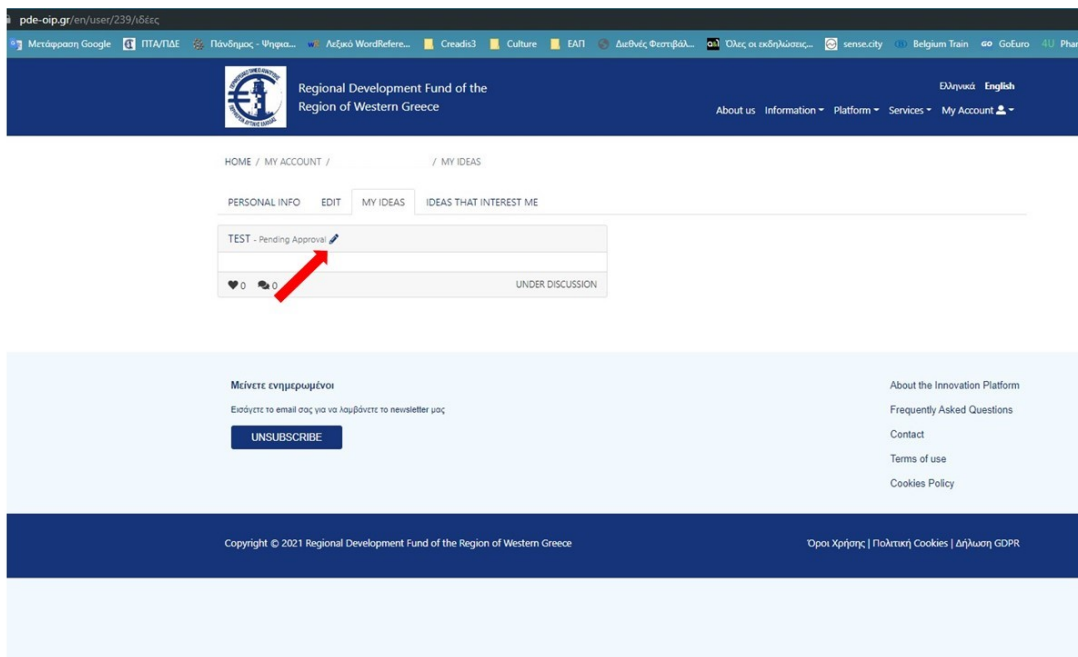 pde-oip.gr/en/user/239/ιδέες
Μετάφραση Google ΠΤΑ/ΠΔΕ Πάνδημος - Ψηφια... Λεξικό WordRefere... Creadis3 Culture ΕΑΠ Διεθνές Φεστιβάλ... Όλες οι εκδηλώσεις,... sense.city Belgium Train GoEuro Phar
Regional Development Fund of the
Region of Western Greece
Ελληνικά English
About us Information Platform Services My Account
HOME / MY ACCOUNT / / MY IDEAS
PERSONAL INFO EDIT MY IDEAS IDEAS THAT INTEREST ME
TEST - Pending Approval
0 0 UNDER DISCUSSION
Μείνετε ενημερωμένοι
Εισάγετε το email σας για να λαμβάνετε το newsletter μας
UNSUBSCRIBE
About the Innovation Platform
Frequently Asked Questions
Contact
Terms of use
Cookies Policy
Copyright © 2021 Regional Development Fund of the Region of Western Greece
Όροι Χρήσης | Πολιτική Cookies | Δήλωση GDPR